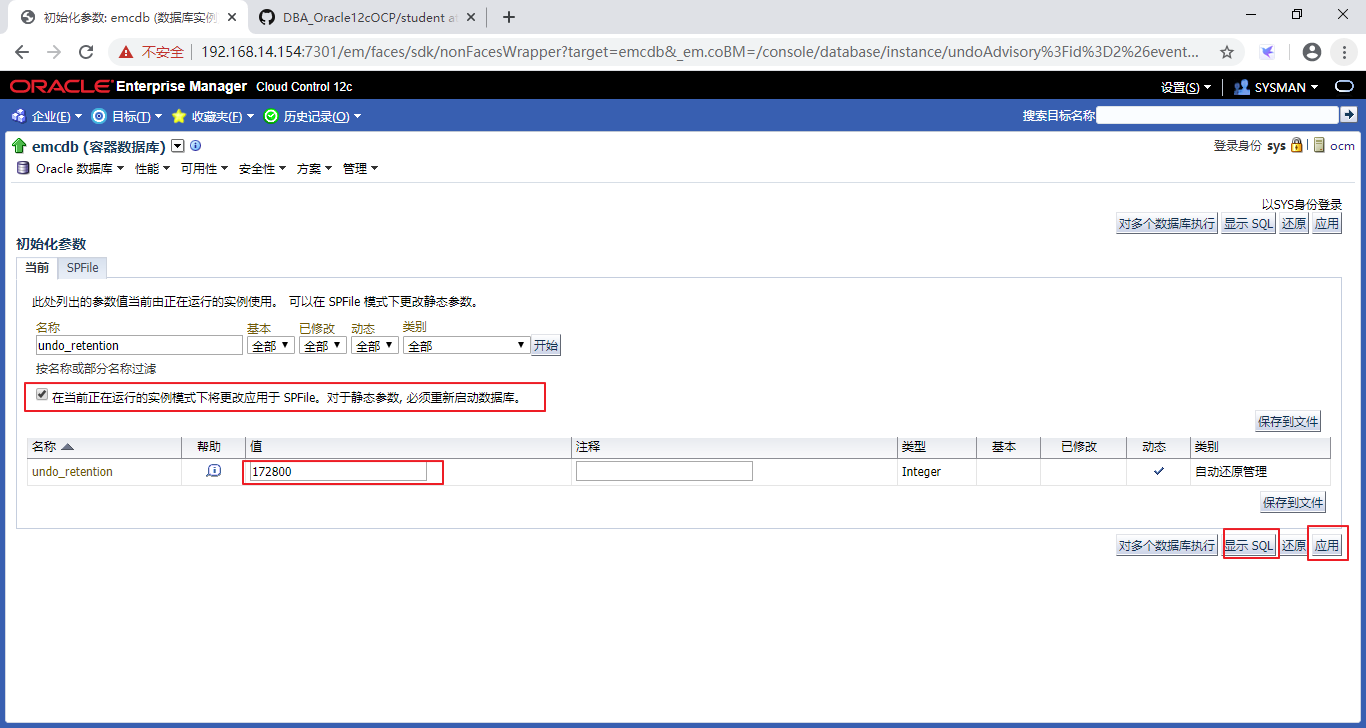 初始化参数: emcdb (数据库实例
DBA_Oracle12cOCP/student at
不安全
192.168.14.154:7301/em/faces/sdk/nonFacesWrapper?target=emcdb&_em.coBM=/console/database/instance/undoAdvisory%3Fid%3D2%26event...
ORACLE Enterprise Manager Cloud Control 12c
设置(S)
SYSMAN
企业(E) 目标(T) 收藏夹(F) 历史记录(O)
搜索目标名称
emcdb (容器数据库)
登录身份 sys
ocm
Oracle 数据库 性能 可用性 安全性 方案 管理
以SYS身份登录
对多个数据库执行 显示 SQL 还原 应用
初始化参数
当前 SPFile
此处列出的参数值当前由正在运行的实例使用。 可以在 SPFile 模式下更改静态参数。
名称 基本 已修改 动态 类别
undo_retention 全部 全部 全部 全部 开始
按名称或部分名称过滤
在当前正在运行的实例模式下将更改应用于 SPFile。对于静态参数, 必须重新启动数据库。
保存到文件
名称 帮助 值 注释 类型 基本 已修改 动态 类别
undo_retention 172800 Integer 自动还原管理
保存到文件
对多个数据库执行 显示 SQL 还原 应用